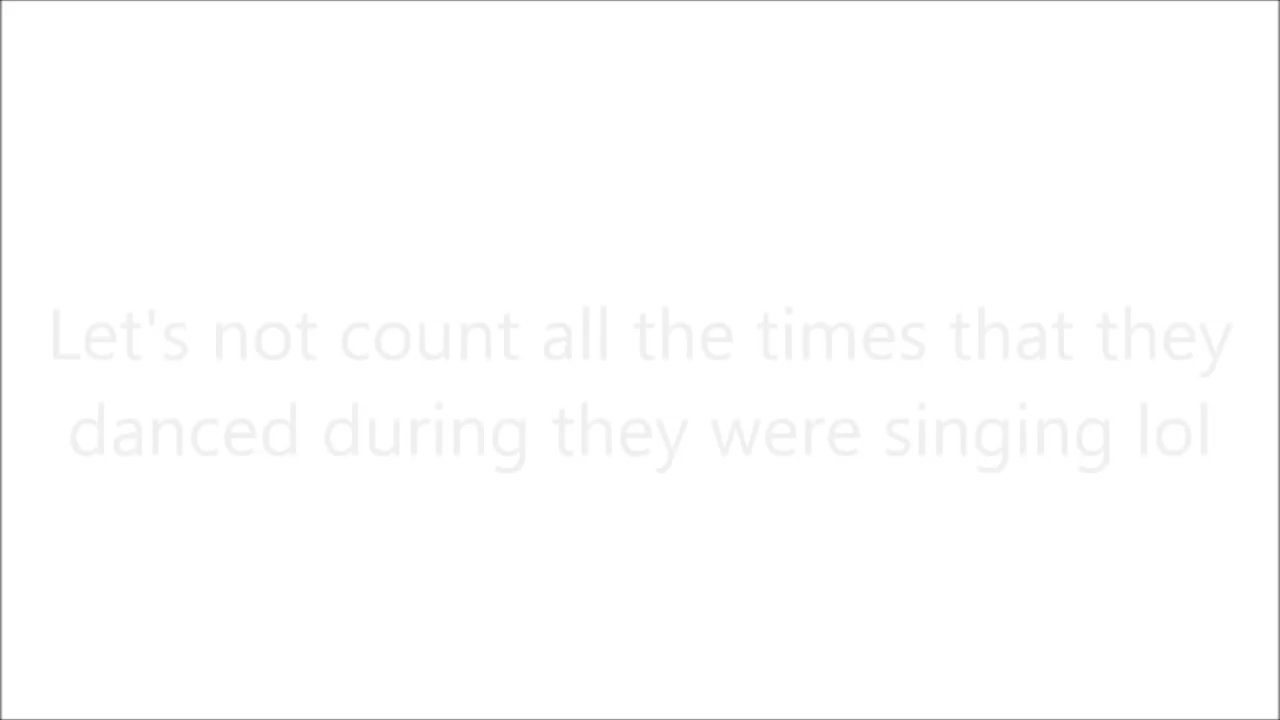 Let's not count all the times that they
danced during they were singing lol